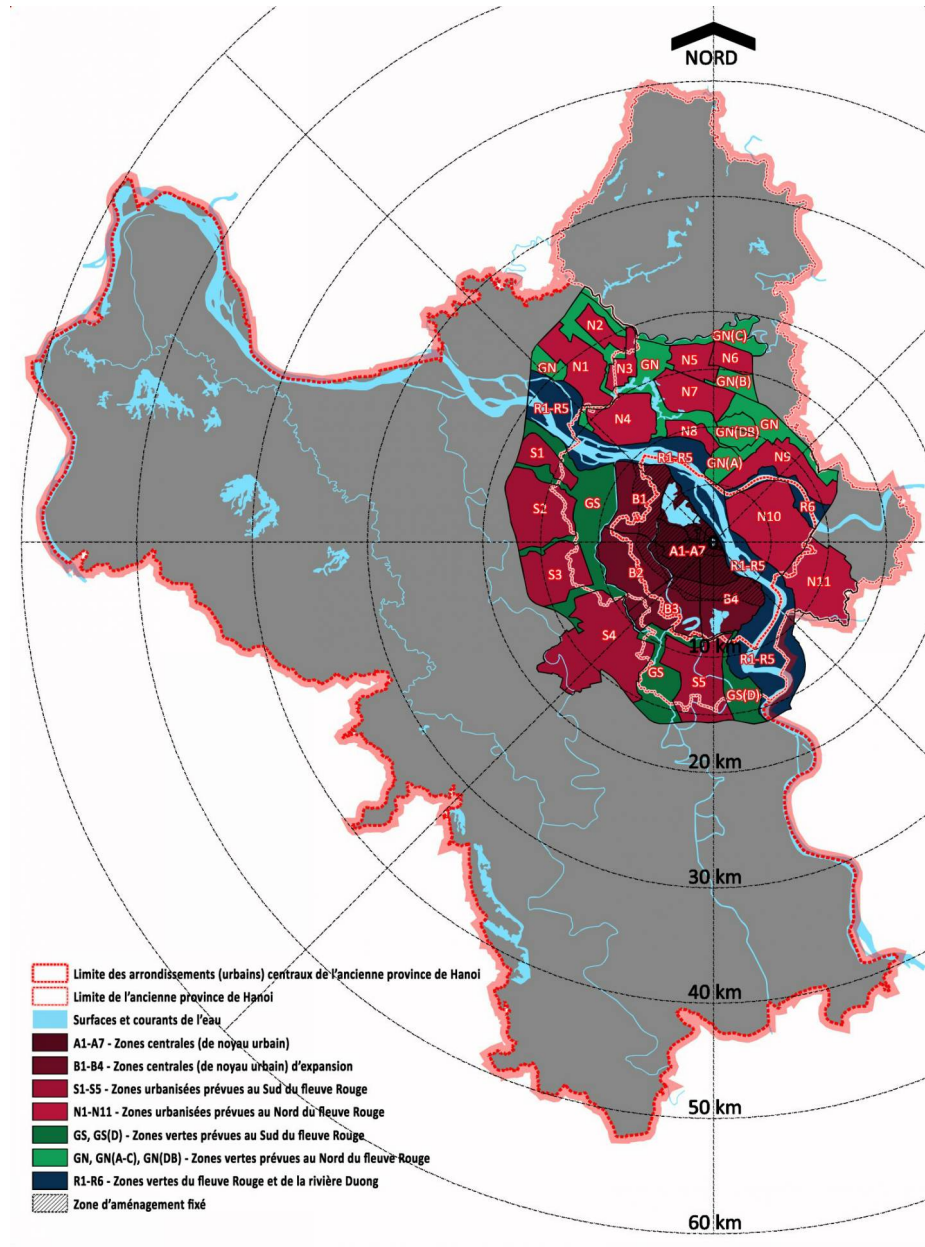 NORD
N2
GN(C)
GN
N1
N3
GN
N5
N6
GN(B)
R1-R5
N4
N7
GN
N8
GN(DB)
S1
R1-R5
GN(A)
N9
B1
GS
S2
N10
R6
A1-A7
S3
B2
R1-R5
N11
B3
B4
S4
10 km
GS
S5
R1-R5
GS(D)
20 km
30 km
40 km
50 km
60 km
Limite des arrondissements (urbains) centraux de l'ancienne province de Hanoi
Limite de l'ancienne province de Hanoi
Surfaces et courants de l'eau
A1-A7 - Zones centrales (de noyau urbain)
B1-B4 - Zones centrales (de noyau urbain) d'expansion
S1-S5 - Zones urbanisées prévues au Sud du fleuve Rouge
N1-N11 - Zones urbanisées prévues au Nord du fleuve Rouge
GS, GS(D) - Zones vertes prévues au Sud du fleuve Rouge
GN, GN(A-C), GN(DB) - Zones vertes prévues au Nord du fleuve Rouge
R1-R6 - Zones vertes du fleuve Rouge et de la rivière Duong
Zone d'aménagement fixé